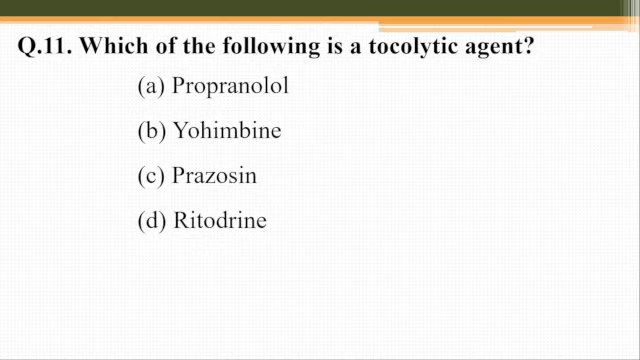 Q.11. Which of the following is a tocolytic agent?
(a) Propranolol
(b) Yohimbine
(c) Prazosin
(d) Ritodrine